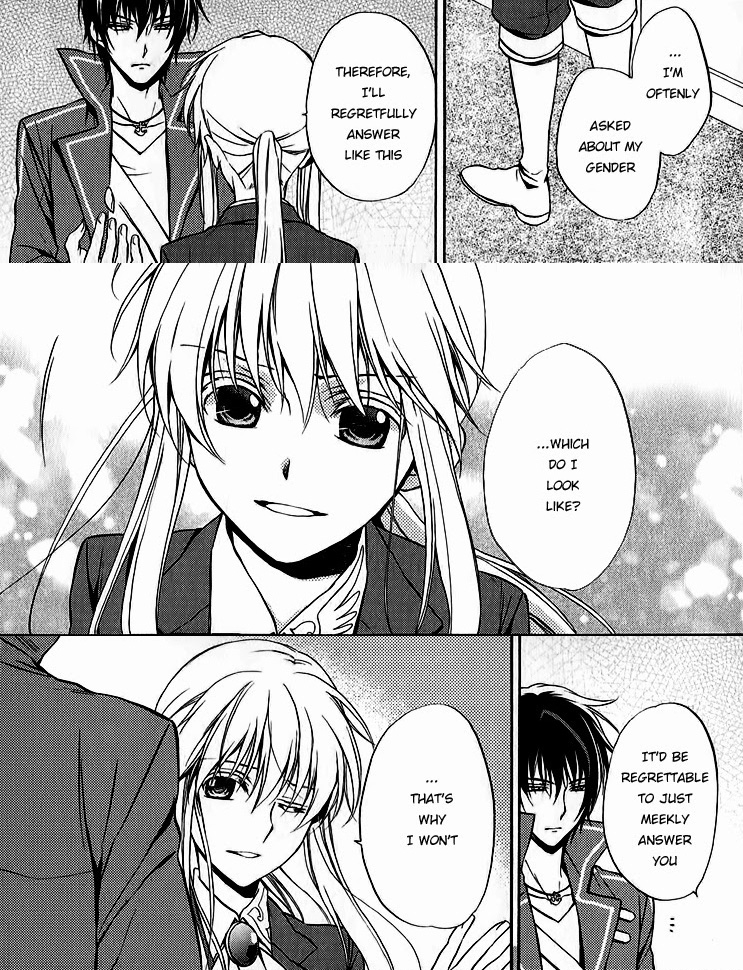 ...
I'M
OFTENLY
ASKED
ABOUT MY
GENDER
THEREFORE,
I'LL
REGRETFULLY
ANSWER
LIKE THIS
...WHICH
DO I
LOOK
LIKE?
IT'D BE
REGRETTABLE
TO JUST
MEEKLY
ANSWER
YOU
...
THAT'S
WHY
I WON'T